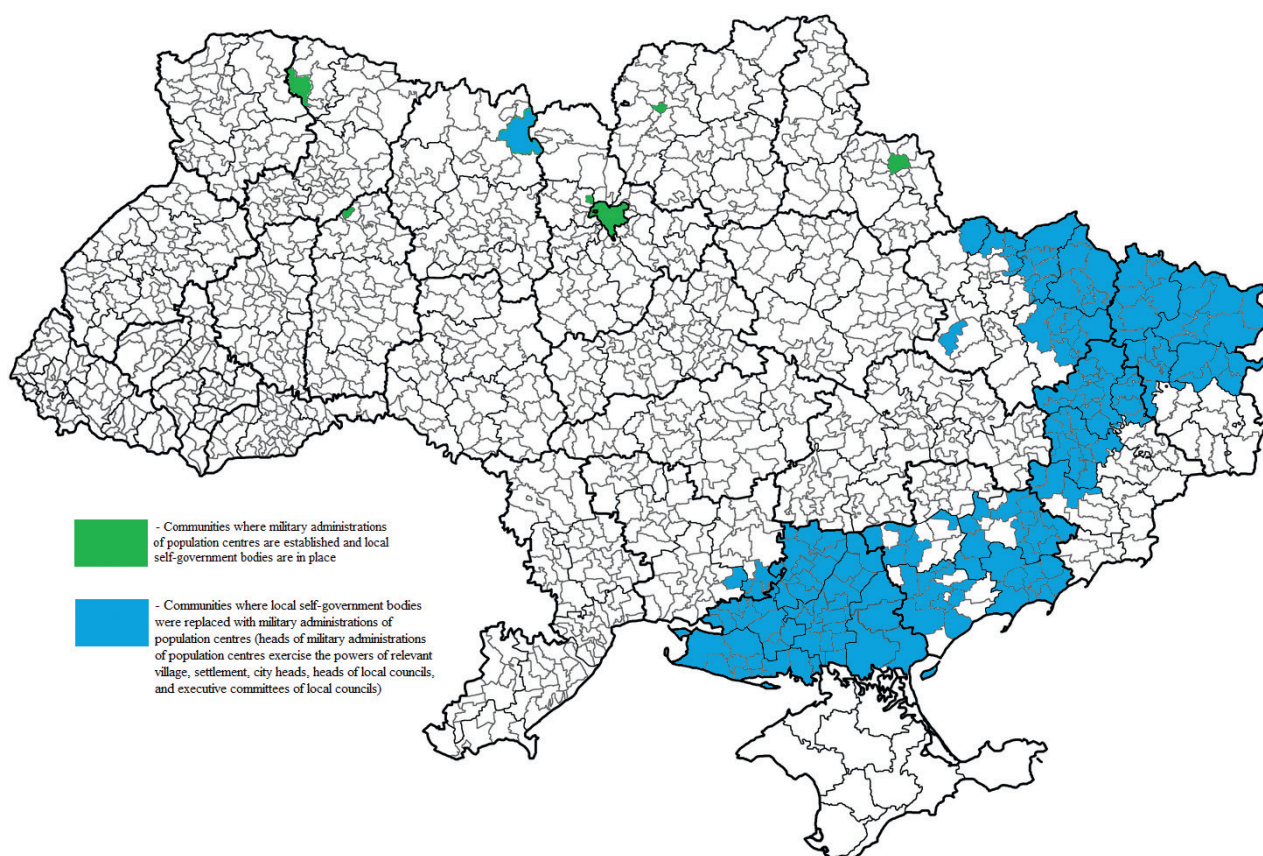 - Communities where military administrations
of population centres are established and local
self-government bodies are in place
- Communities where local self-government bodies
were replaced with military administrations of
population centres (heads of military administrations
of population centres exercise the powers of relevant
village, settlement, city heads, heads of local councils,
and executive committees of local councils)